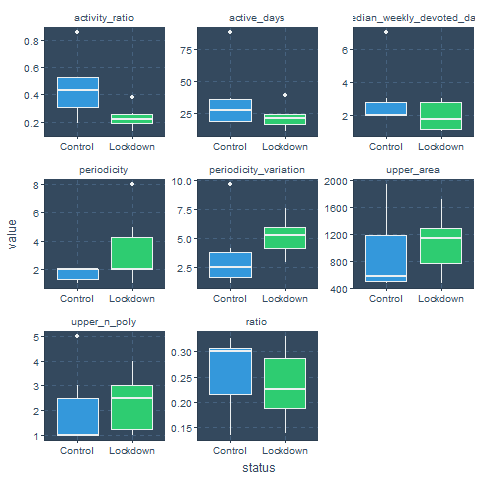 activity_ratio
active_days
edian_weekly_devoted_da
0.8
0.6
0.4
0.2
75
50
25
6
4
2
Control Lockdown
Control Lockdown
Control Lockdown
periodicity
periodicity_variation
upper_area
8
6
4
2
10.0
7.5
5.0
2.5
2000
1600
1200
800
400
Control Lockdown
Control Lockdown
Control Lockdown
upper_n_poly
ratio
5
4
3
2
1
0.30
0.25
0.20
0.15
Control Lockdown
Control Lockdown
value
status